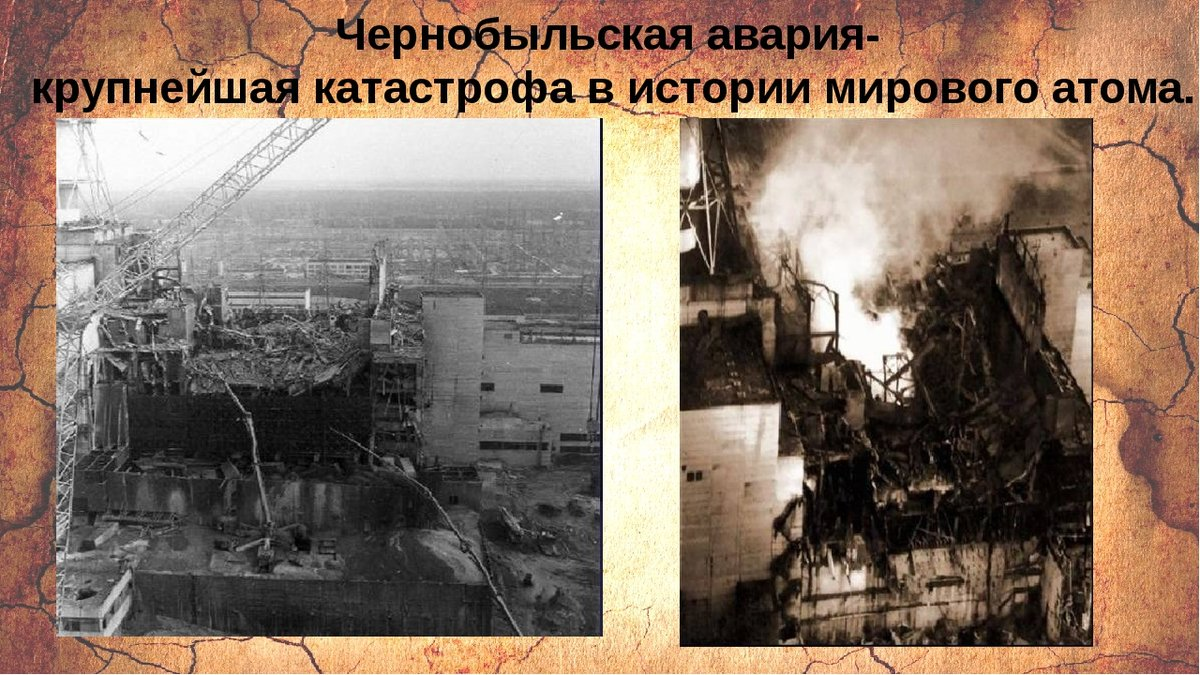 Чернобыльская авария-
крупнейшая катастрофа в истории мирового атома.